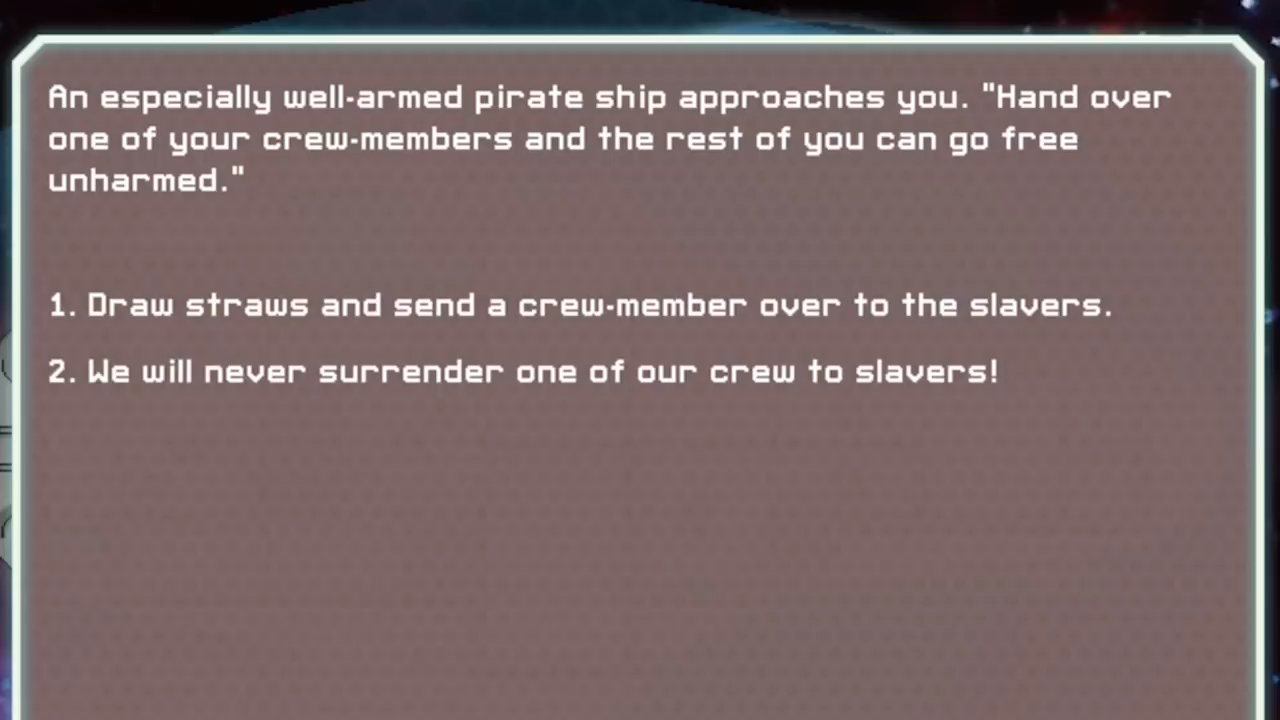 An especially well-armed pirate ship approaches you. "Hand over
one of your crew-members and the rest of you can go free
unharmed."
1. Draw straws and send a crew-member over to the slavers.
2. We will never surrender one of our crew to slavers!